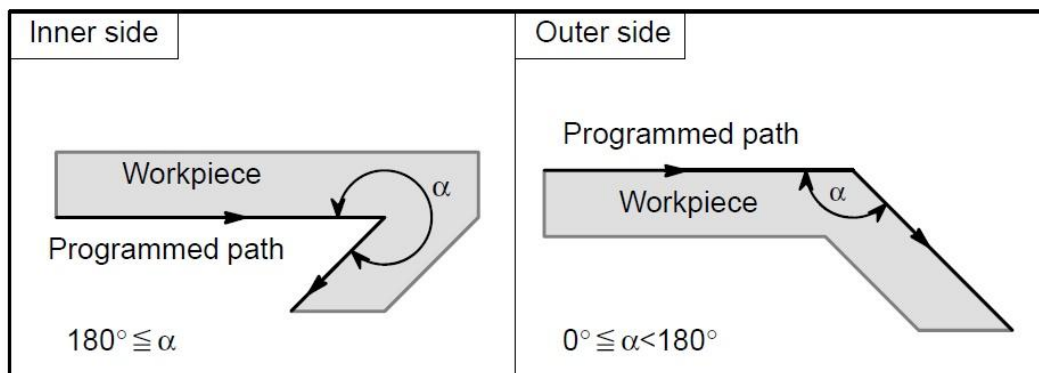 Inner side
Workpiece
α
Programmed path
180° ≦ α
Outer side
Programmed path
Workpiece
α
0° ≦ α<180°